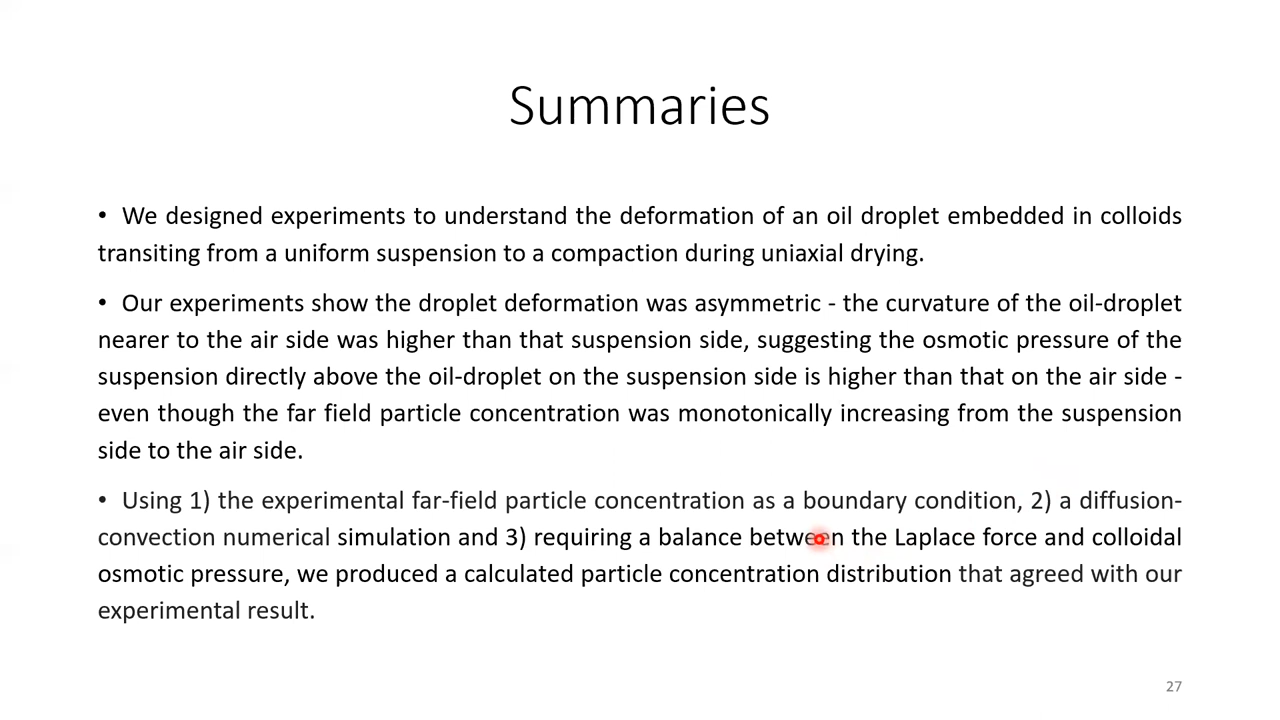 Summaries
• We designed experiments to understand the deformation of an oil droplet embedded in colloids
transiting from a uniform suspension to a compaction during uniaxial drying.
• Our experiments show the droplet deformation was asymmetric - the curvature of the oil-droplet
nearer to the air side was higher than that suspension side, suggesting the osmotic pressure of the
suspension directly above the oil-droplet on the suspension side is higher than that on the air side -
even though the far field particle concentration was monotonically increasing from the suspension
side to the air side.
• Using 1) the experimental far-field particle concentration as a boundary condition, 2) a diffusion-
convection numerical simulation and 3) requiring a balance between the Laplace force and colloidal
osmotic pressure, we produced a calculated particle concentration distribution that agreed with our
experimental result.
27